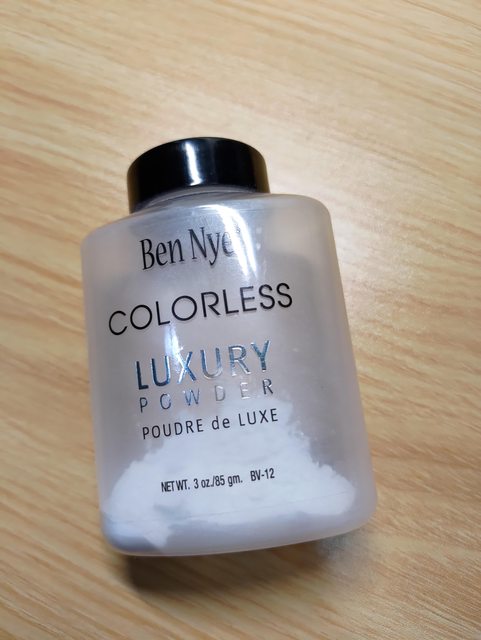 Ben Nye
COLORLESS
LUXURY
POWDER
POUDRE de LUXE
NET WT. 3 oz./85 gm. BV-12